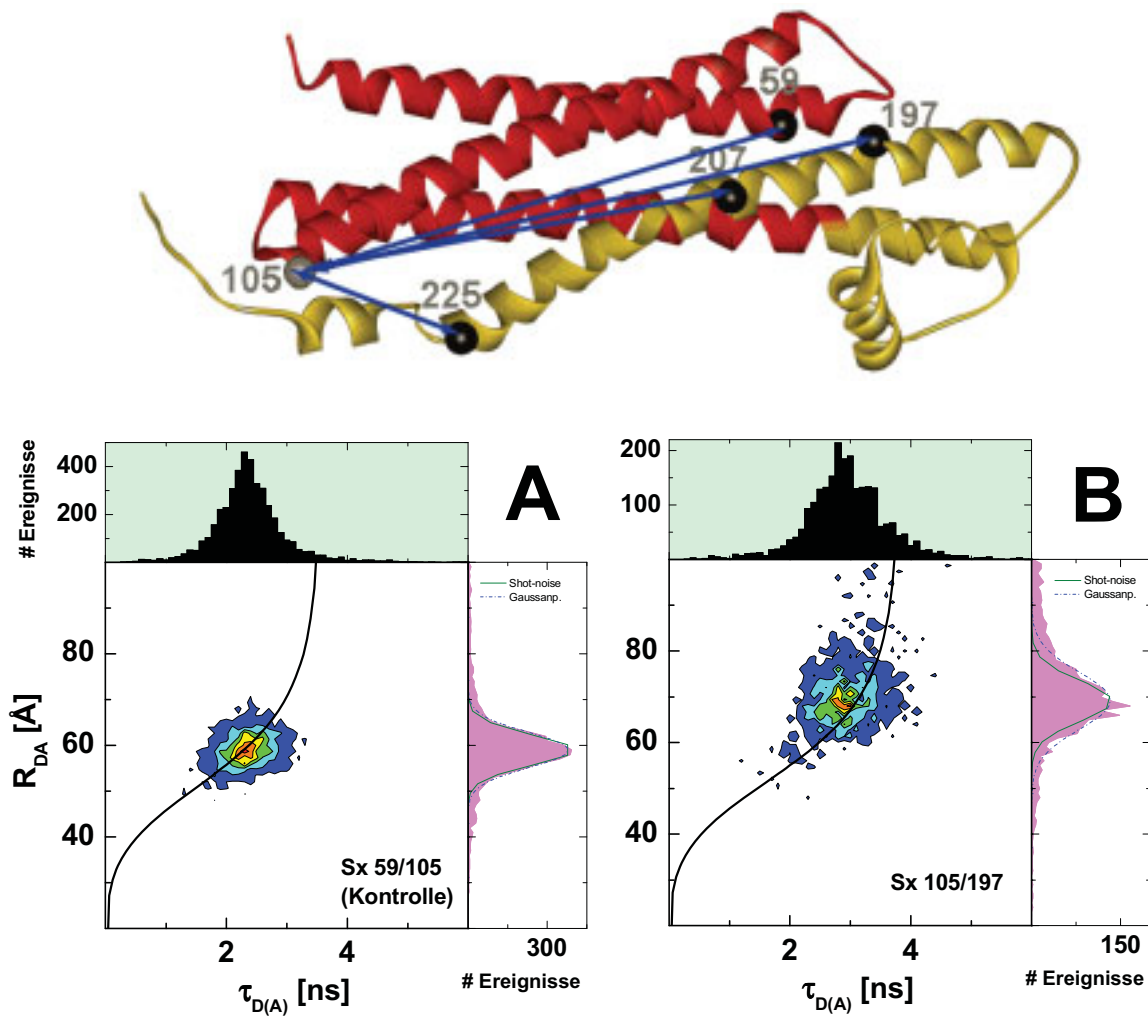 59
197
207
105
225
# Ereignisse
400
200
A
200
100
B
Shot-noise
Gaussanp.
Shot-noise
Gaussanp.
R_DA [Å]
80
60
40
80
60
40
Sx 59/105
(Kontrolle)
Sx 105/197
2
4
300
2
4
150
τ_D(A) [ns]
# Ereignisse
τ_D(A) [ns]
# Ereignisse